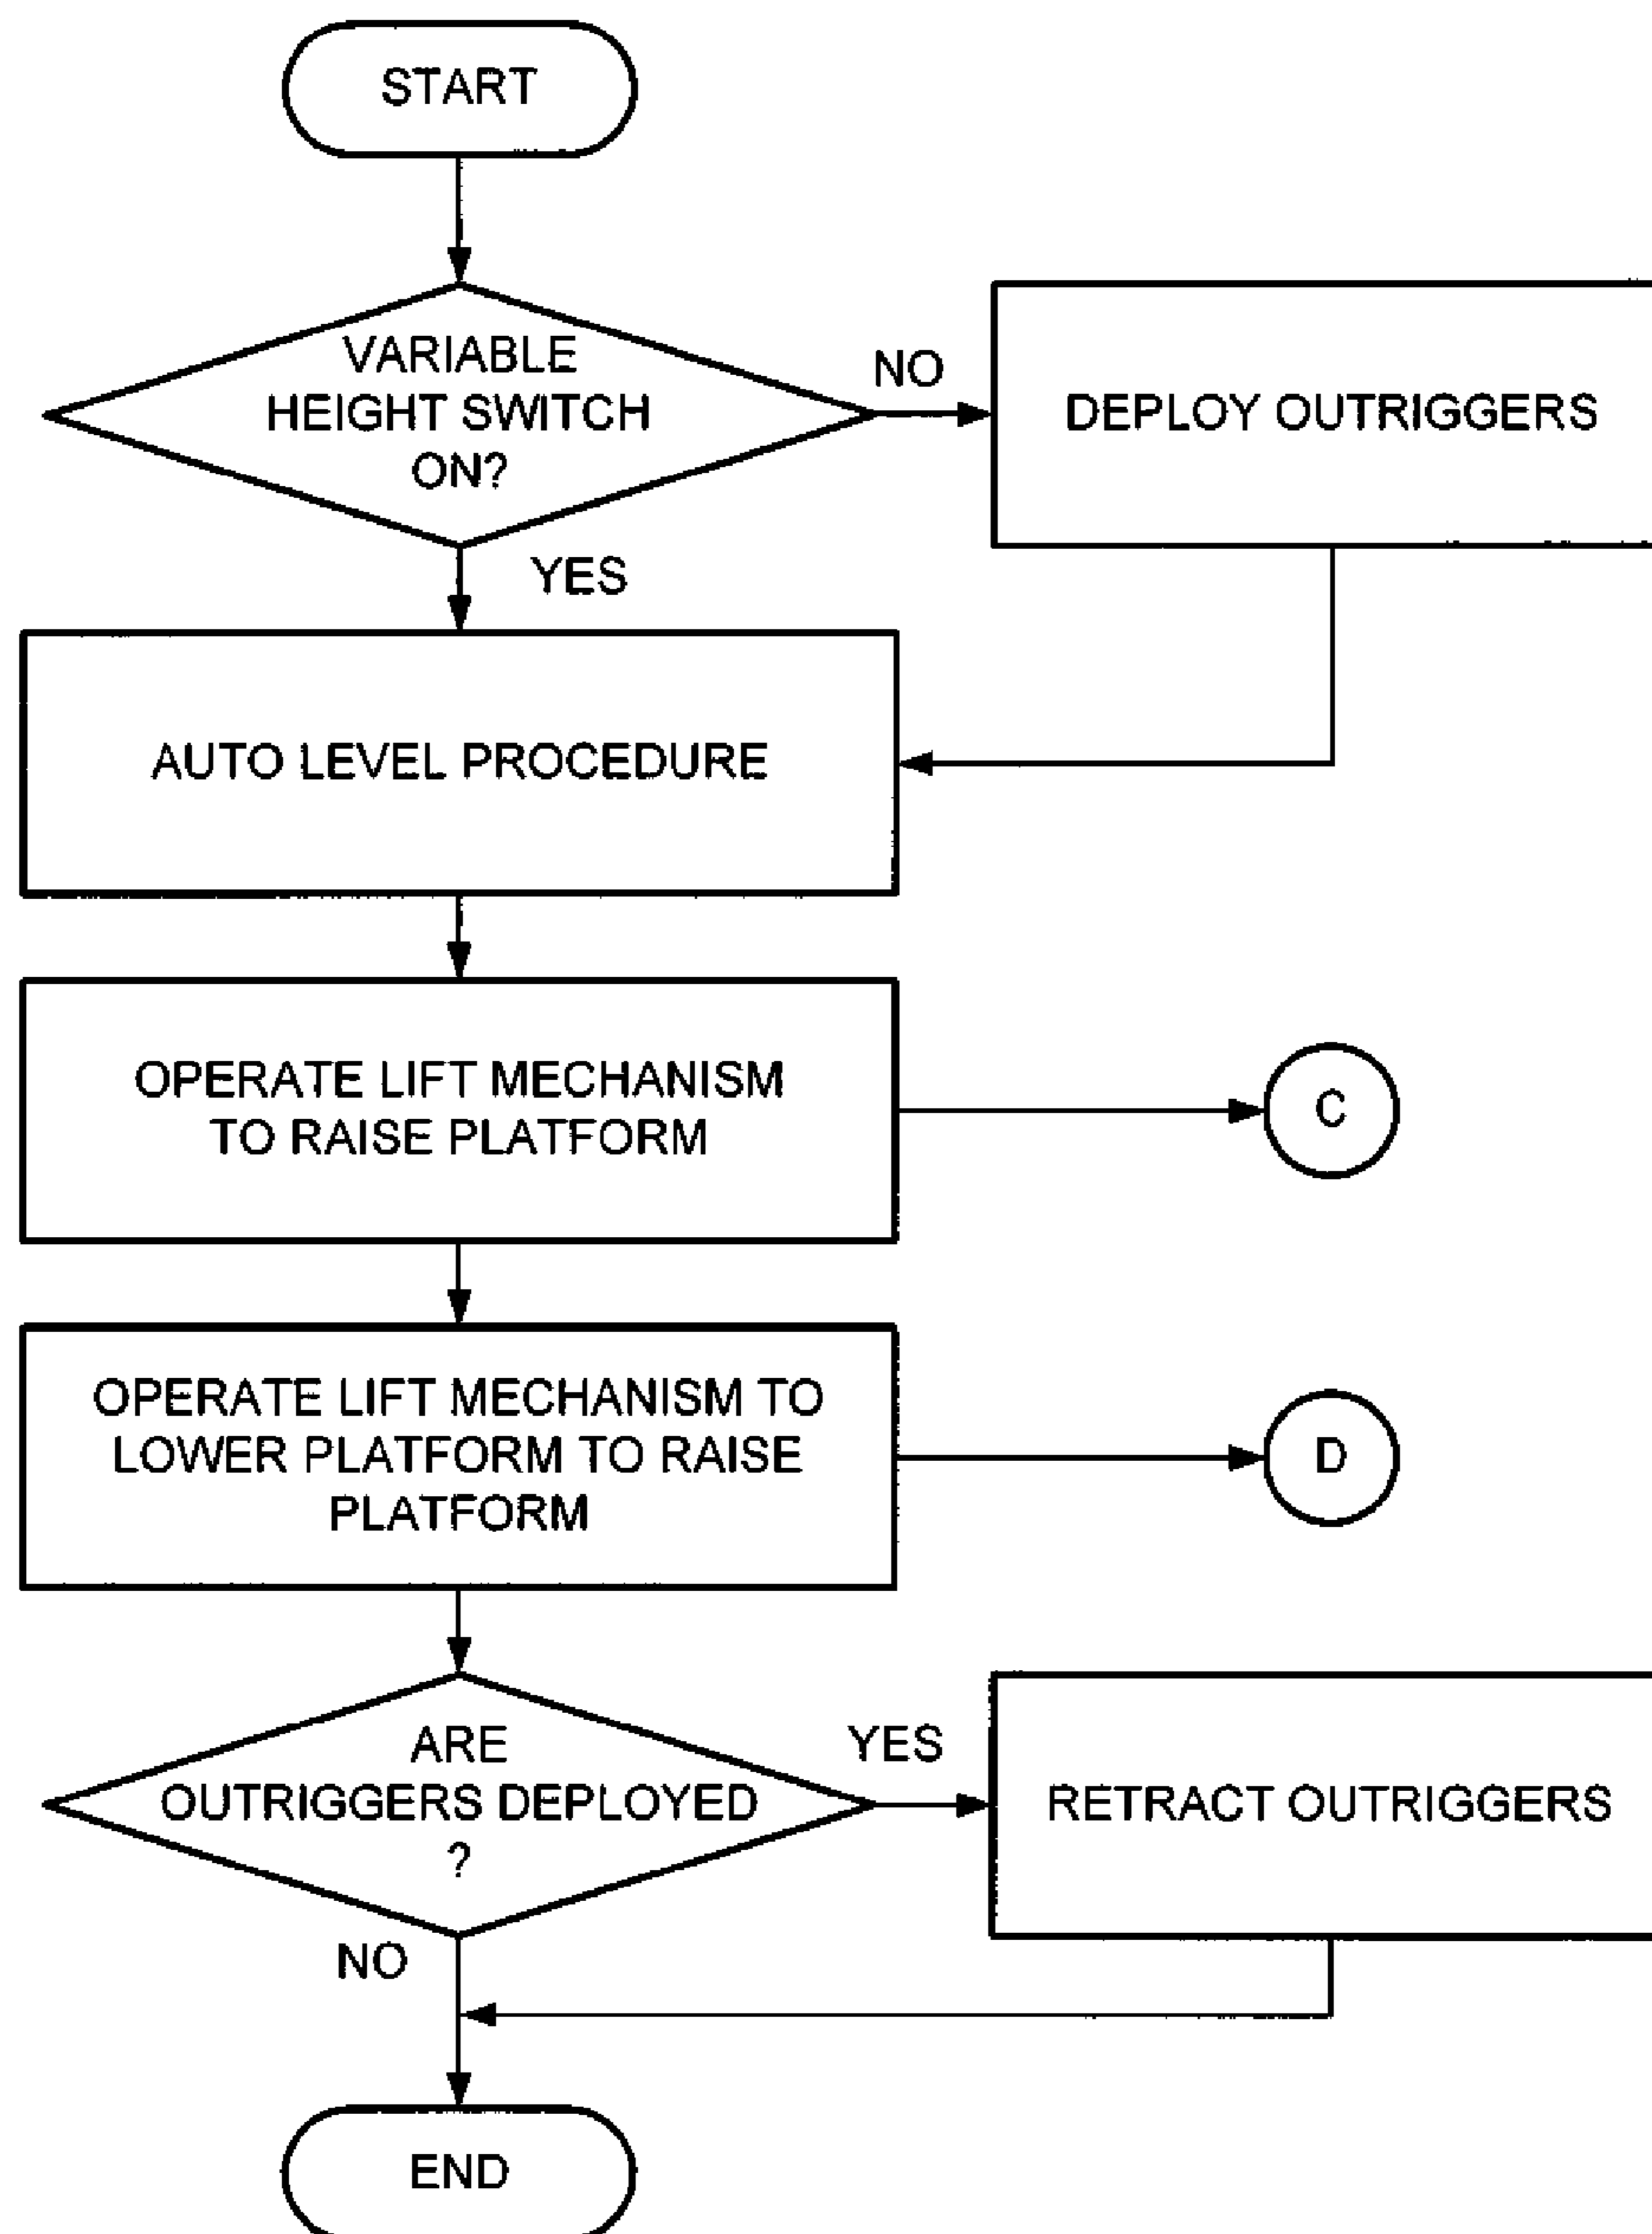 START
VARIABLE
HEIGHT SWITCH
ON?
NO
DEPLOY OUTRIGGERS
YES
AUTO LEVEL PROCEDURE
OPERATE LIFT MECHANISM
TO RAISE PLATFORM
C
OPERATE LIFT MECHANISM TO
LOWER PLATFORM TO RAISE
PLATFORM
D
ARE
OUTRIGGERS DEPLOYED
?
YES
RETRACT OUTRIGGERS
NO
END